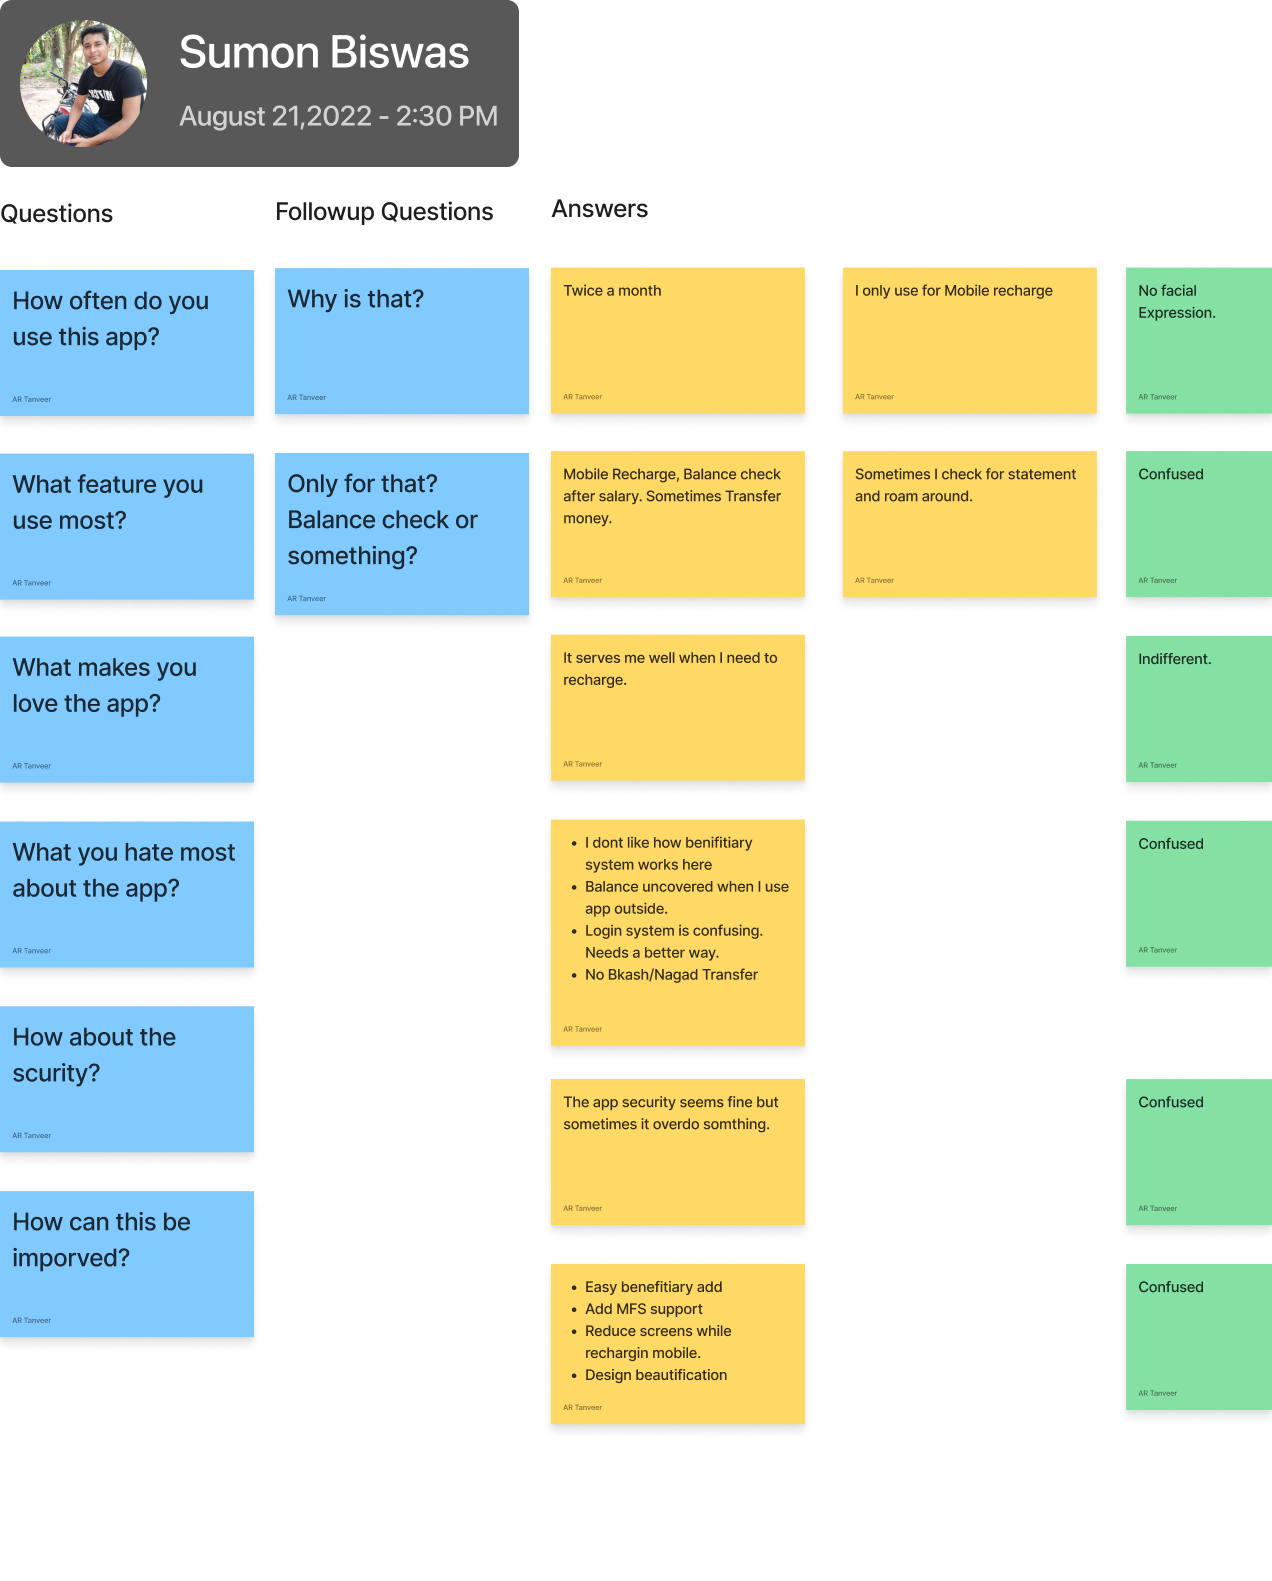 Sumon Biswas
August 21,2022 - 2:30 PM
Questions
Followup Questions
Answers
How often do you
use this app?
AR Tanveer
Why is that?
AR Tanveer
Twice a month
AR Tanveer
I only use for Mobile recharge
AR Tanveer
No facial
Expression.
AR Tanveer
What feature you
use most?
AR Tanveer
Only for that?
Balance check or
something?
AR Tanveer
Mobile Recharge, Balance check
after salary. Sometimes Transfer
money.
AR Tanveer
Sometimes I check for statement
and roam around.
AR Tanveer
Confused
AR Tanveer
What makes you
love the app?
AR Tanveer
It serves me well when I need to
recharge.
AR Tanveer
Indifferent.
AR Tanveer
What you hate most
about the app?
AR Tanveer
• I dont like how benifitiary
system works here
• Balance uncovered when I use
app outside.
• Login system is confusing.
Needs a better way.
• No Bkash/Nagad Transfer
AR Tanveer
Confused
AR Tanveer
How about the
scurity?
AR Tanveer
The app security seems fine but
sometimes it overdo somthing.
AR Tanveer
Confused
AR Tanveer
How can this be
imporved?
AR Tanveer
• Easy benefitiary add
• Add MFS support
• Reduce screens while
rechargin mobile.
• Design beautification
AR Tanveer
Confused
AR Tanveer